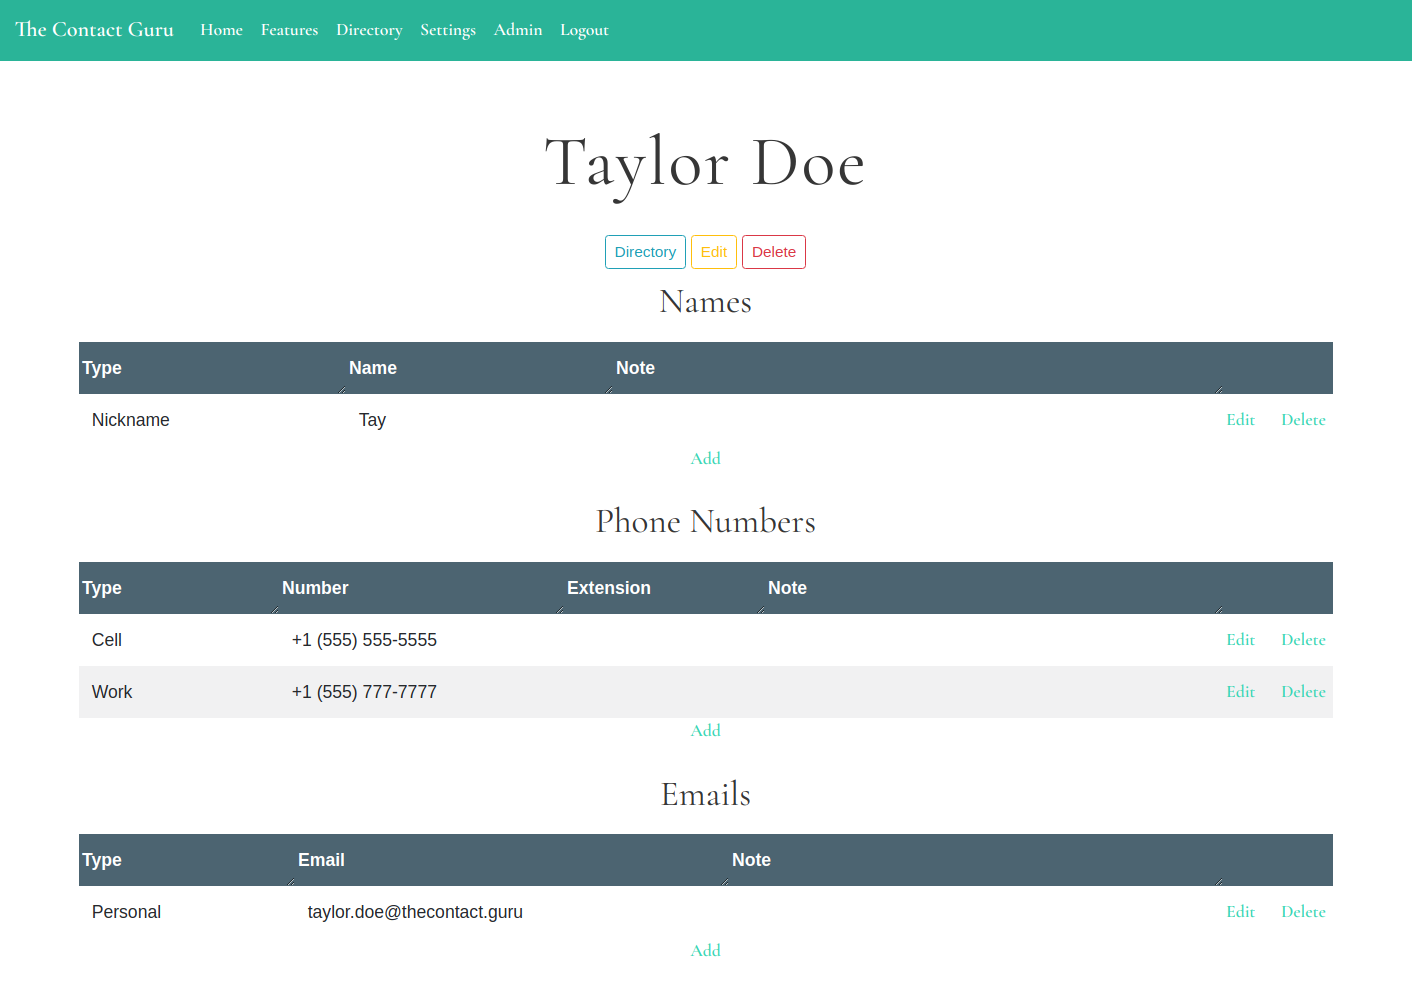 The Contact Guru Home Features Directory Settings Admin Logout
Taylor Doe
Directory Edit Delete
Names
Type Name Note
Nickname Tay Edit Delete
Add
Phone Numbers
Type Number Extension Note
Cell +1 (555) 555-5555 Edit Delete
Work +1 (555) 777-7777 Edit Delete
Add
Emails
Type Email Note
Personal taylor.doe@thecontact.guru Edit Delete
Add